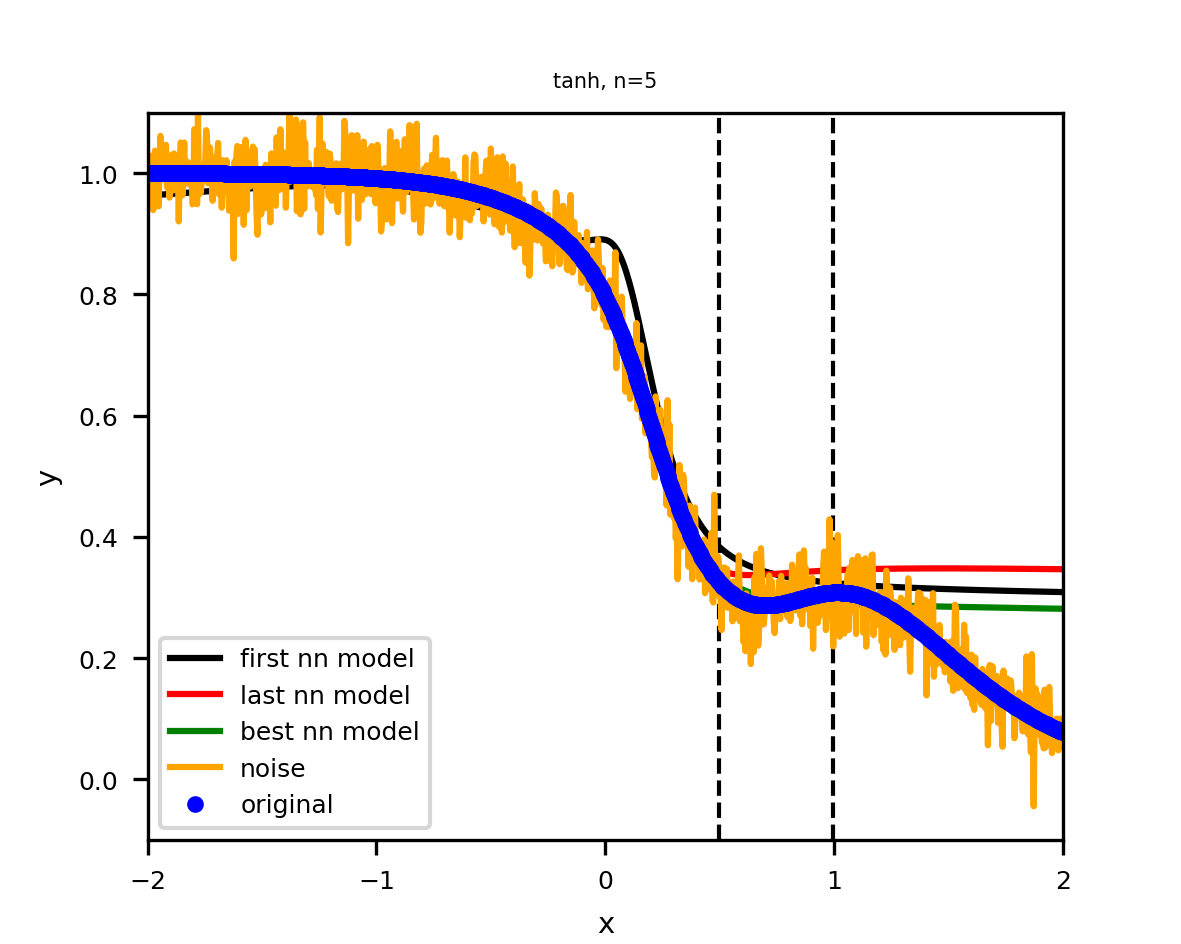 tanh, n=5
y
1.0
0.8
0.6
0.4
0.2
0.0
first nn model
last nn model
best nn model
noise
original
−2
−1
0
1
2
x